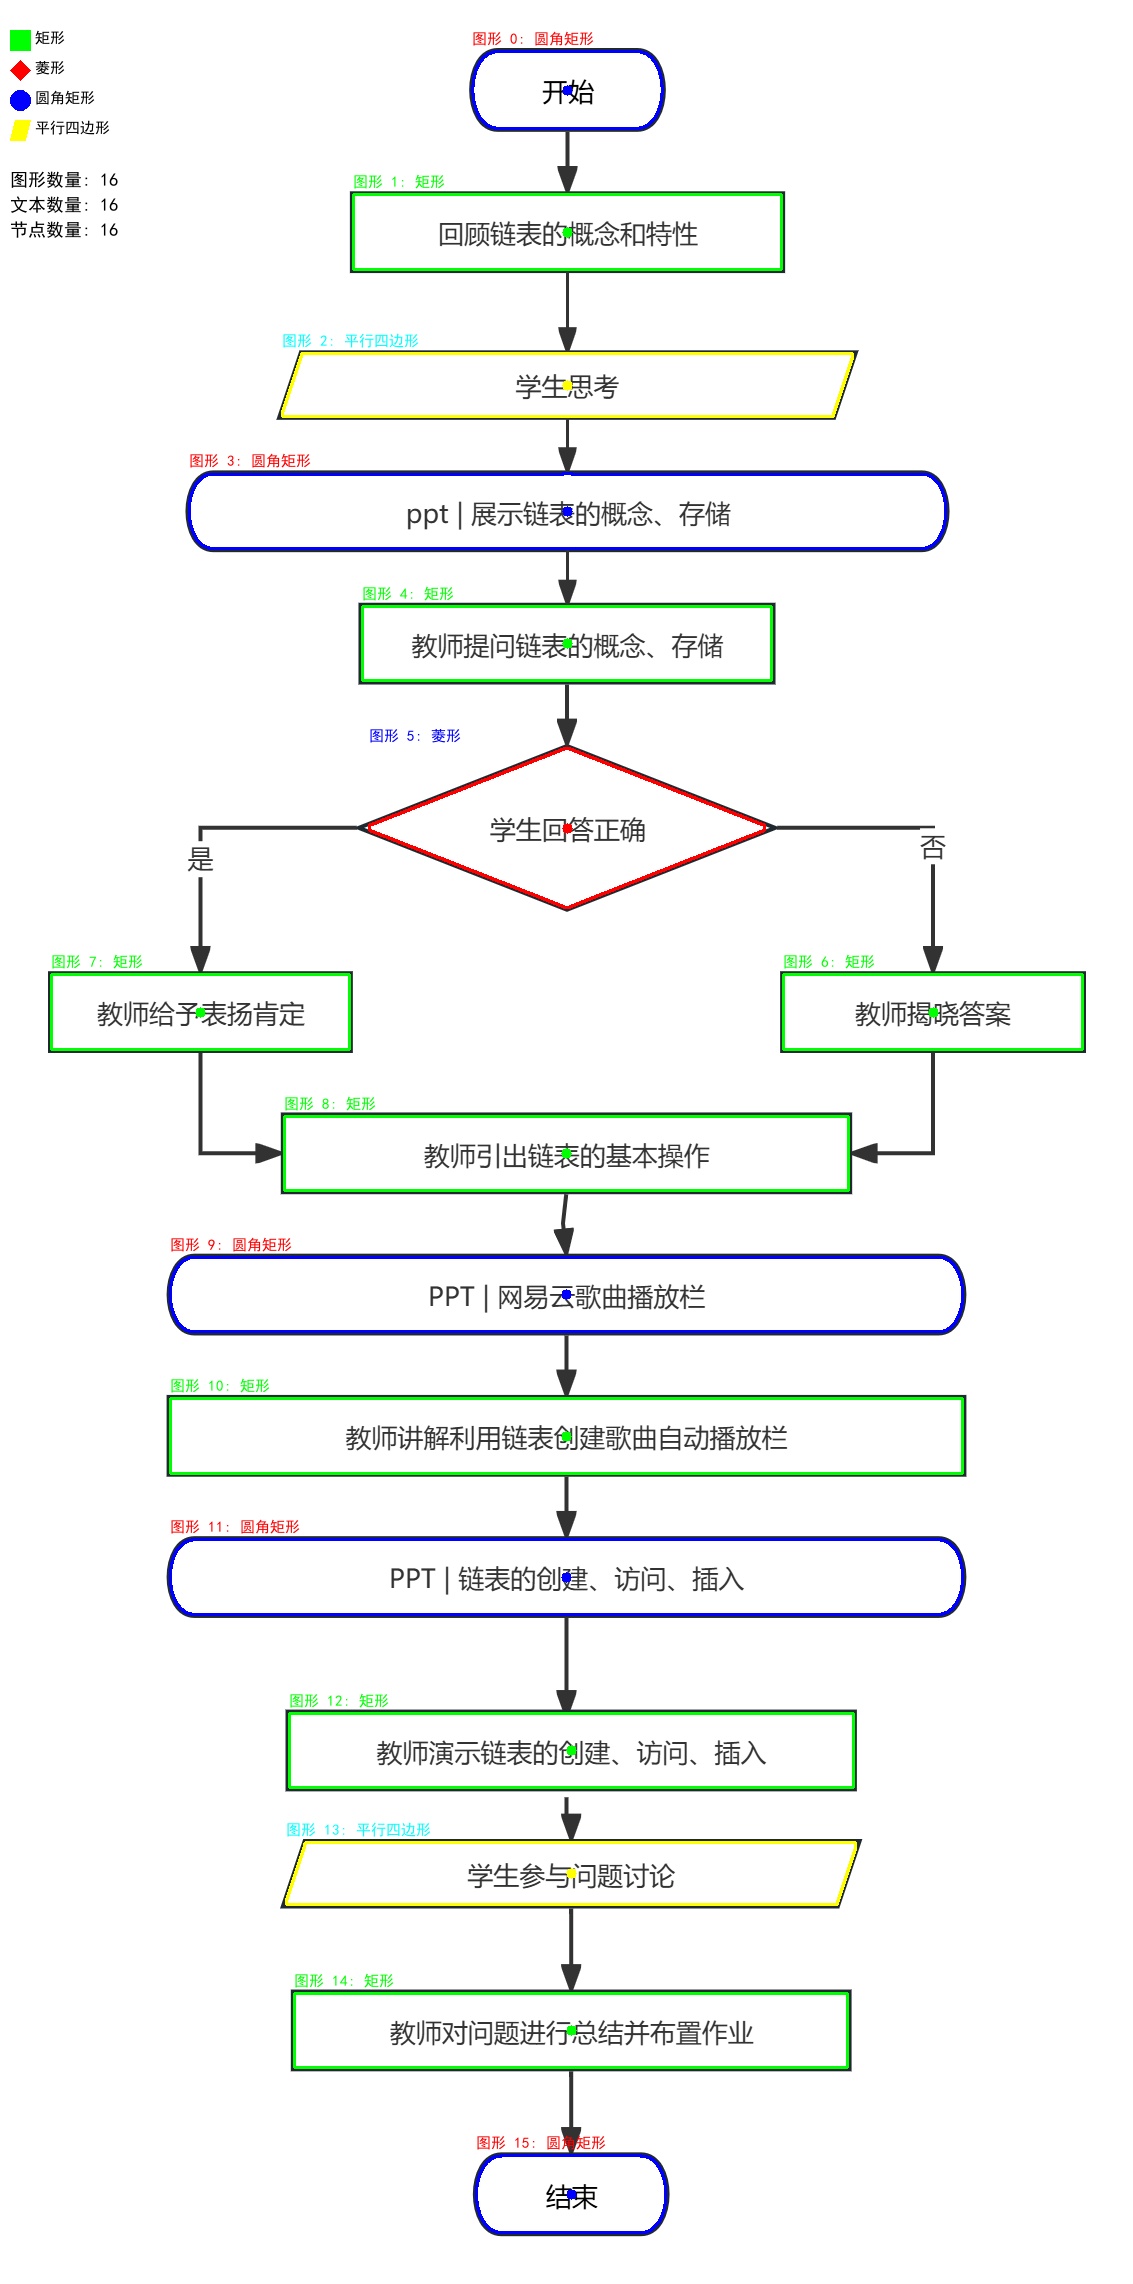 矩形
菱形
圆角矩形
平行四边形
图形数量: 16
文本数量: 16
节点数量: 16
图形 0: 圆角矩形
开始
图形 1: 矩形
回顾链表的概念和特性
图形 2: 平行四边形
学生思考
图形 3: 圆角矩形
ppt | 展示链表的概念、存储
图形 4: 矩形
教师提问链表的概念、存储
图形 5: 菱形
学生回答正确
是
否
图形 7: 矩形
教师给予表扬肯定
图形 6: 矩形
教师揭晓答案
图形 8: 矩形
教师引出链表的基本操作
图形 9: 圆角矩形
PPT | 网易云歌曲播放栏
图形 10: 矩形
教师讲解利用链表创建歌曲自动播放栏
图形 11: 圆角矩形
PPT | 链表的创建、访问、插入
图形 12: 矩形
教师演示链表的创建、访问、插入
图形 13: 平行四边形
学生参与问题讨论
图形 14: 矩形
教师对问题进行总结并布置作业
图形 15: 圆角矩形
结束